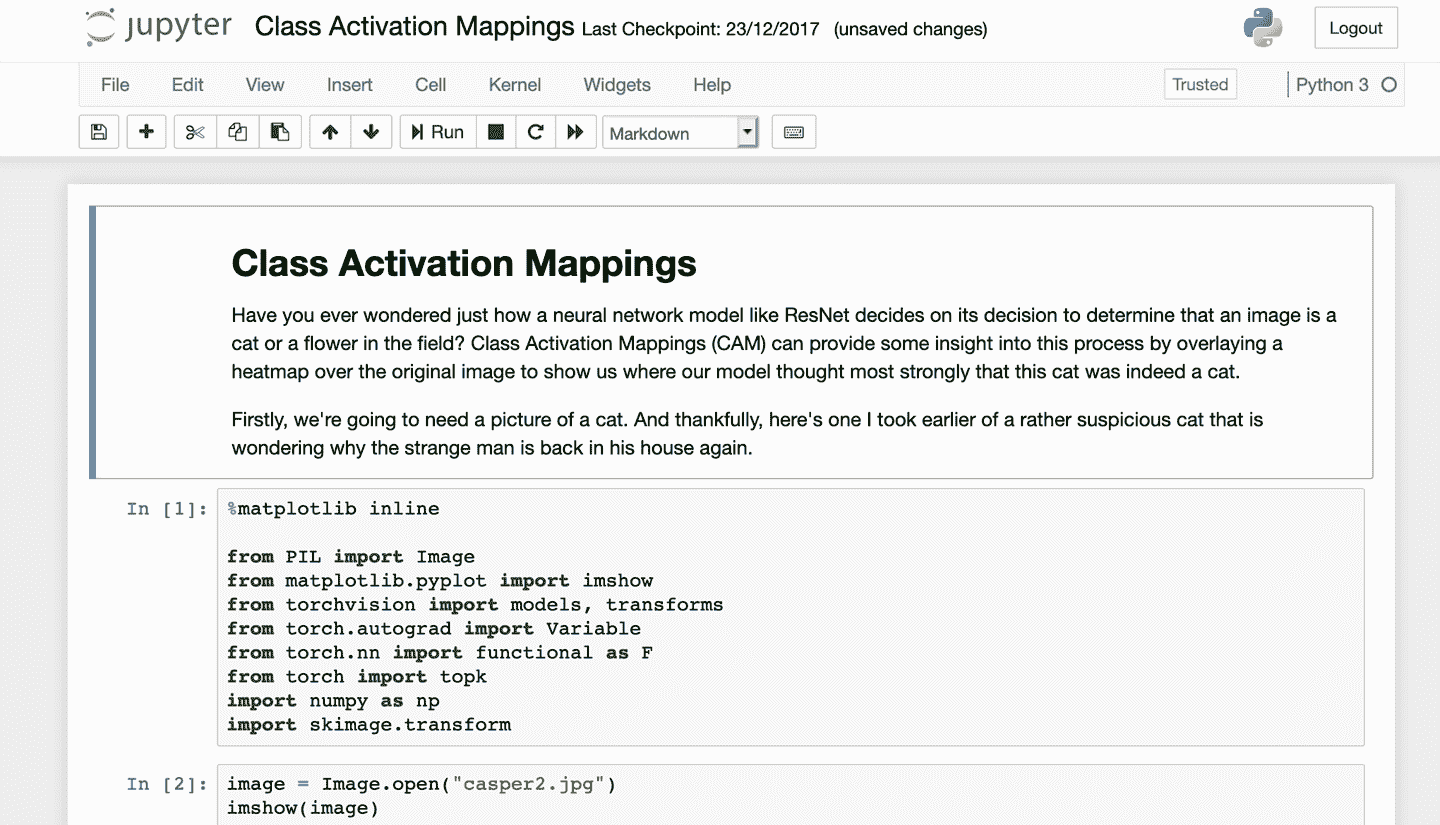 jupyter Class Activation Mappings Last Checkpoint: 23/12/2017 (unsaved changes) Logout
File Edit View Insert Cell Kernel Widgets Help Trusted Python 3
Run Markdown
Class Activation Mappings
Have you ever wondered just how a neural network model like ResNet decides on its decision to determine that an image is a
cat or a flower in the field? Class Activation Mappings (CAM) can provide some insight into this process by overlaying a
heatmap over the original image to show us where our model thought most strongly that this cat was indeed a cat.
Firstly, we're going to need a picture of a cat. And thankfully, here's one I took earlier of a rather suspicious cat that is
wondering why the strange man is back in his house again.
In [1]: %matplotlib inline
from PIL import Image
from matplotlib.pyplot import imshow
from torchvision import models, transforms
from torch.autograd import Variable
from torch.nn import functional as F
from torch import topk
import numpy as np
import skimage.transform
In [2]: image = Image.open("casper2.jpg")
imshow(image)